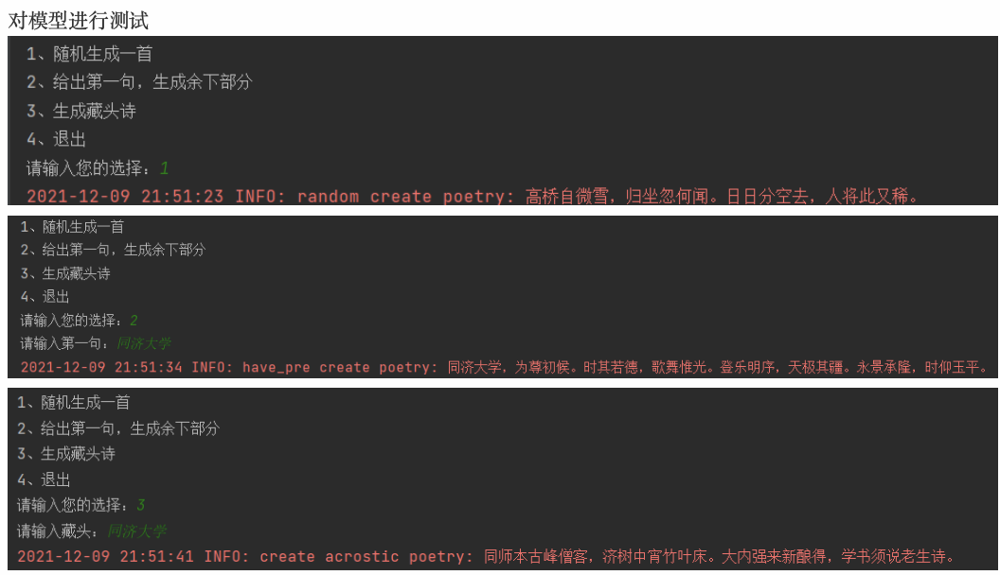 对模型进行测试
1、随机生成一首
2、给出第一句，生成余下部分
3、生成藏头诗
4、退出
请输入您的选择：1
2021-12-09 21:51:23 INFO: random create poetry: 高桥自微雪，归坐忽何闻。日日分空去，人将此又稀。
1、随机生成一首
2、给出第一句，生成余下部分
3、生成藏头诗
4、退出
请输入您的选择：2
请输入第一句：同济大学
2021-12-09 21:51:34 INFO: have_pre create poetry: 同济大学，为尊初候。时其若德，歌舞惟光。登乐明序，天极其疆。永景承隆，时仰玉平。
1、随机生成一首
2、给出第一句，生成余下部分
3、生成藏头诗
4、退出
请输入您的选择：3
请输入藏头：同济大学
2021-12-09 21:51:41 INFO: create acrostic poetry: 同师本古峰僧客，济树中宵竹叶床。大内强来新酿得，学书须说老生诗。